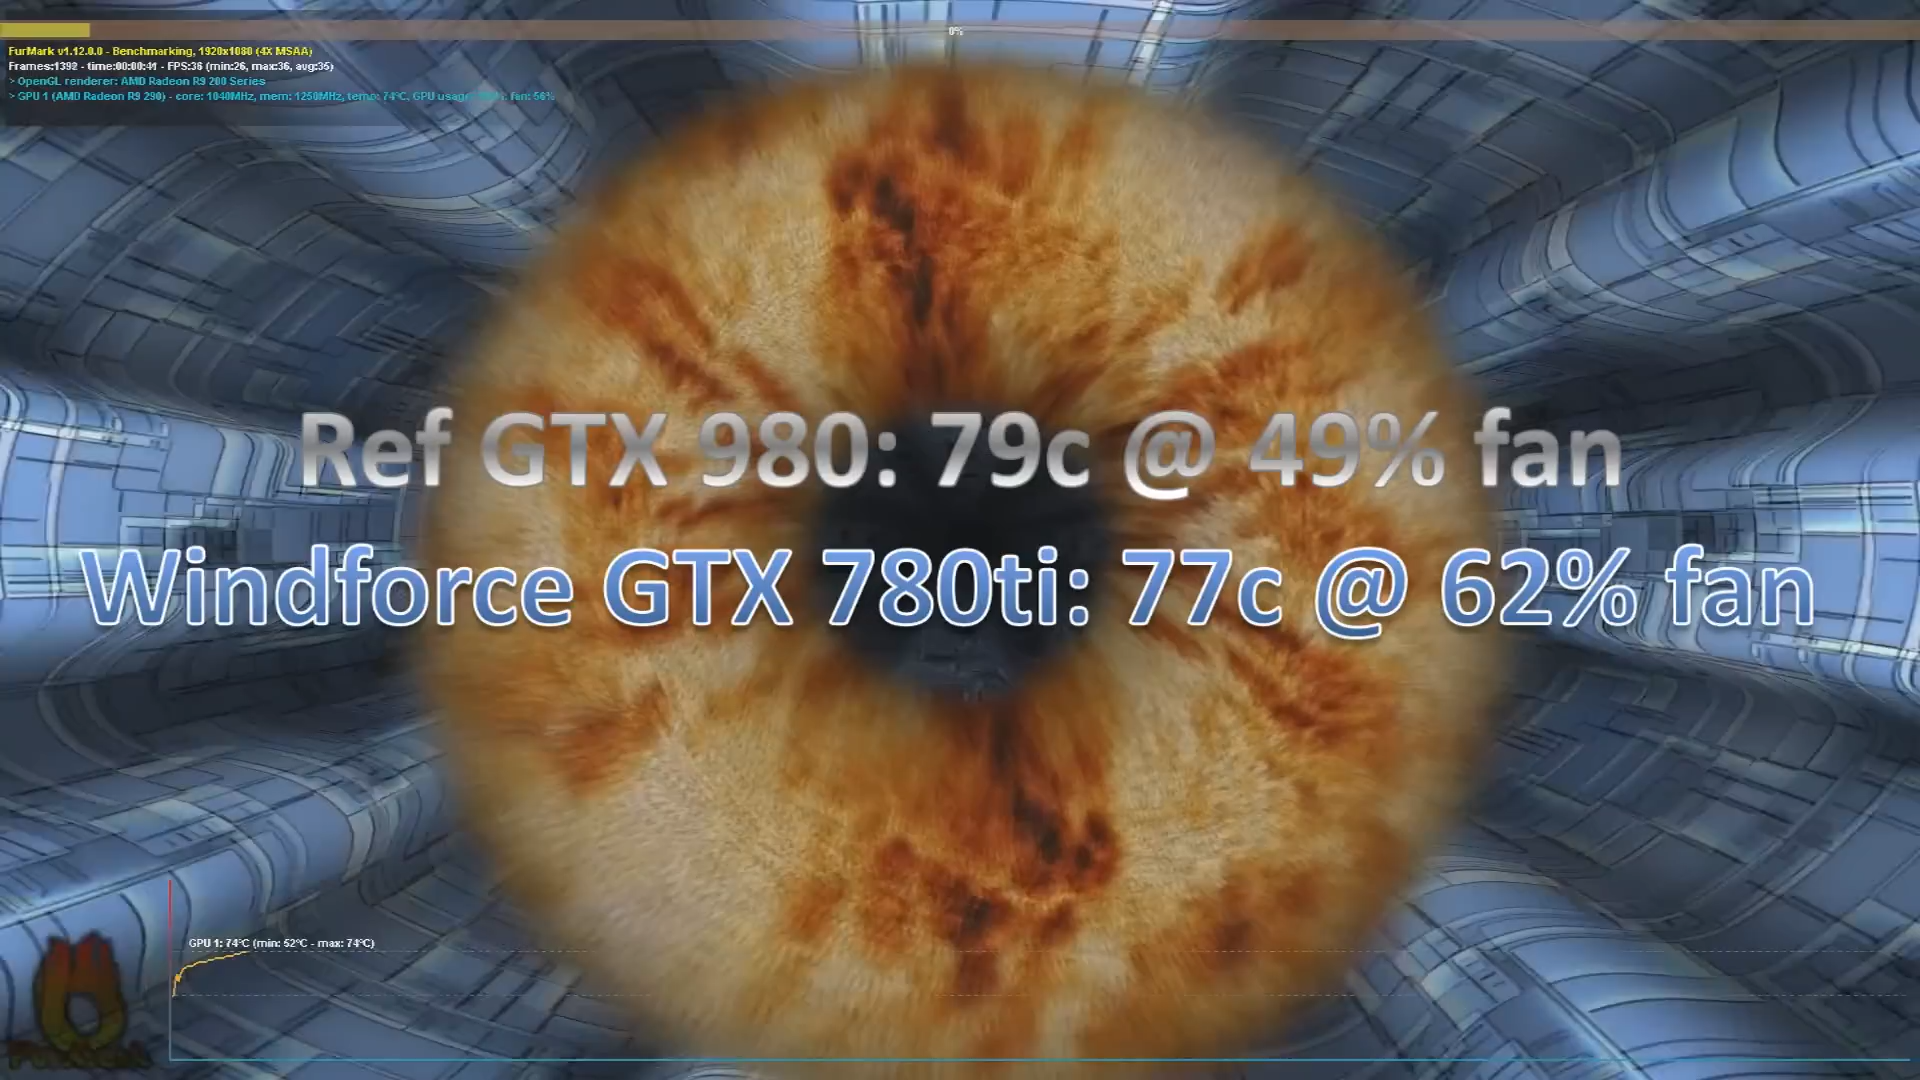 0%
FurMark v1.12.0.0 - Benchmarking, 1920x1080 (4X MSAA)
Frames:1392 - time:00:00:41 - FPS:36 (min:26, max:36, avg:35)
> OpenGL renderer: AMD Radeon R9 200 Series
> GPU 1 (AMD Radeon R9 290) - core: 1040MHz, mem: 1250MHz, temp: 74°C, GPU usage: fan: 56%
Ref GTX 980: 79c @ 49% fan
Windforce GTX 780ti: 77c @ 62% fan
GPU 1: 74°C (min: 52°C - max: 74°C)
FurMark